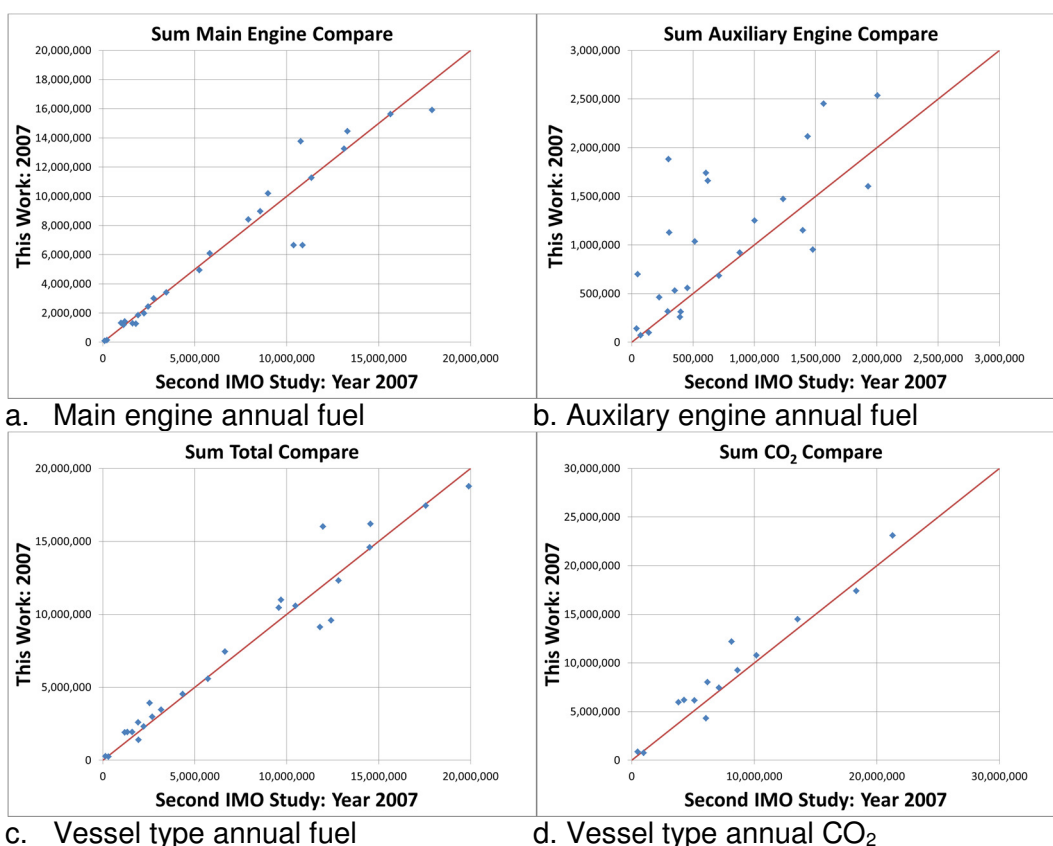 Sum Main Engine Compare
20,000,000
18,000,000
16,000,000
14,000,000
12,000,000
10,000,000
8,000,000
6,000,000
4,000,000
2,000,000
0
This Work: 2007
0 5,000,000 10,000,000 15,000,000 20,000,000
Second IMO Study: Year 2007
a. Main engine annual fuel
Sum Auxiliary Engine Compare
3,000,000
2,500,000
2,000,000
1,500,000
1,000,000
500,000
0
This Work: 2007
0 500,000 1,000,000 1,500,000 2,000,000 2,500,000 3,000,000
Second IMO Study: Year 2007
b. Auxilary engine annual fuel
Sum Total Compare
20,000,000
15,000,000
10,000,000
5,000,000
0
This Work: 2007
0 5,000,000 10,000,000 15,000,000 20,000,000
Second IMO Study: Year 2007
c. Vessel type annual fuel
Sum CO₂ Compare
30,000,000
25,000,000
20,000,000
15,000,000
10,000,000
5,000,000
0
This Work: 2007
0 10,000,000 20,000,000 30,000,000
Second IMO Study: Year 2007
d. Vessel type annual CO₂